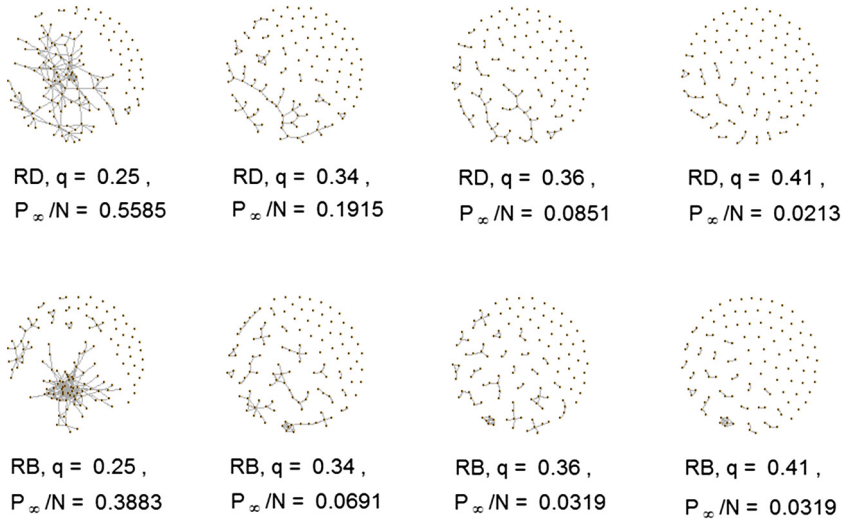 RD, q = 0.25 ,
P∞/N = 0.5585
RD, q = 0.34 ,
P∞/N = 0.1915
RD, q = 0.36 ,
P∞/N = 0.0851
RD, q = 0.41 ,
P∞/N = 0.0213
RB, q = 0.25 ,
P∞/N = 0.3883
RB, q = 0.34 ,
P∞/N = 0.0691
RB, q = 0.36 ,
P∞/N = 0.0319
RB, q = 0.41 ,
P∞/N = 0.0319